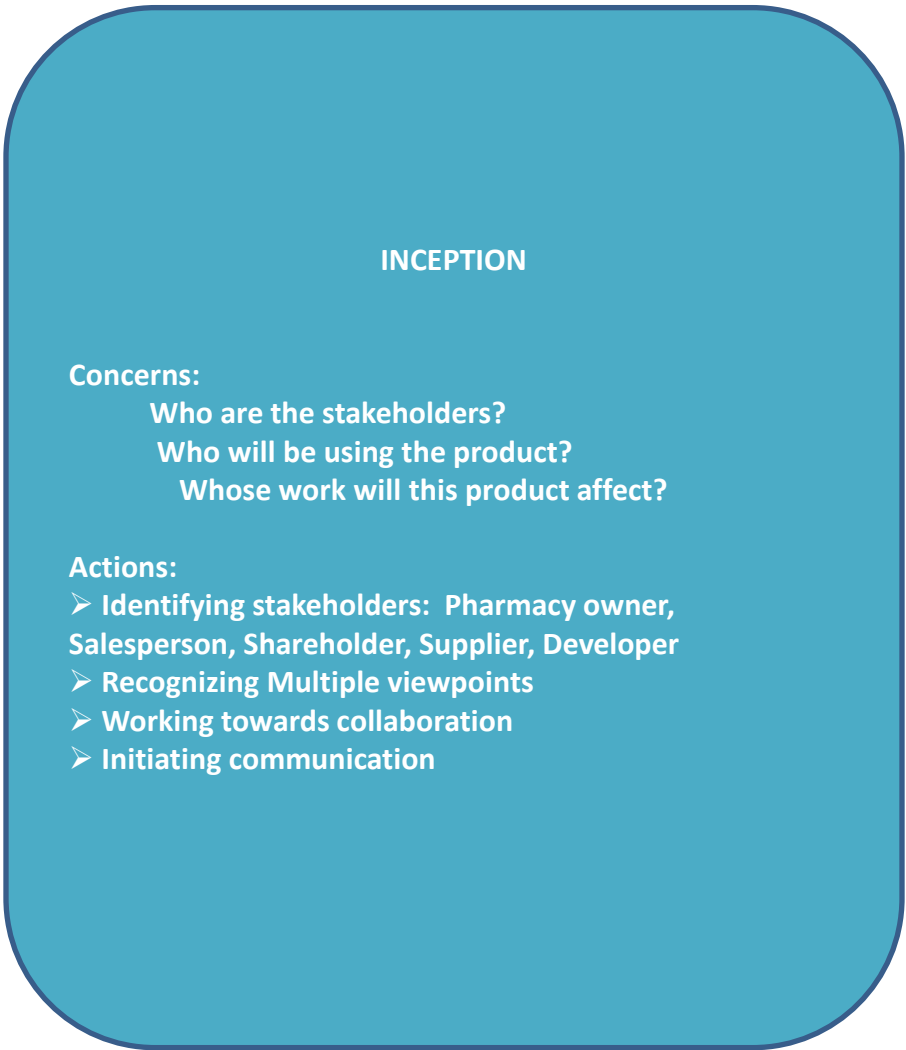 INCEPTION
Concerns:
Who are the stakeholders?
Who will be using the product?
Whose work will this product affect?
Actions:
➢ Identifying stakeholders: Pharmacy owner,
Salesperson, Shareholder, Supplier, Developer
➢ Recognizing Multiple viewpoints
➢ Working towards collaboration
➢ Initiating communication